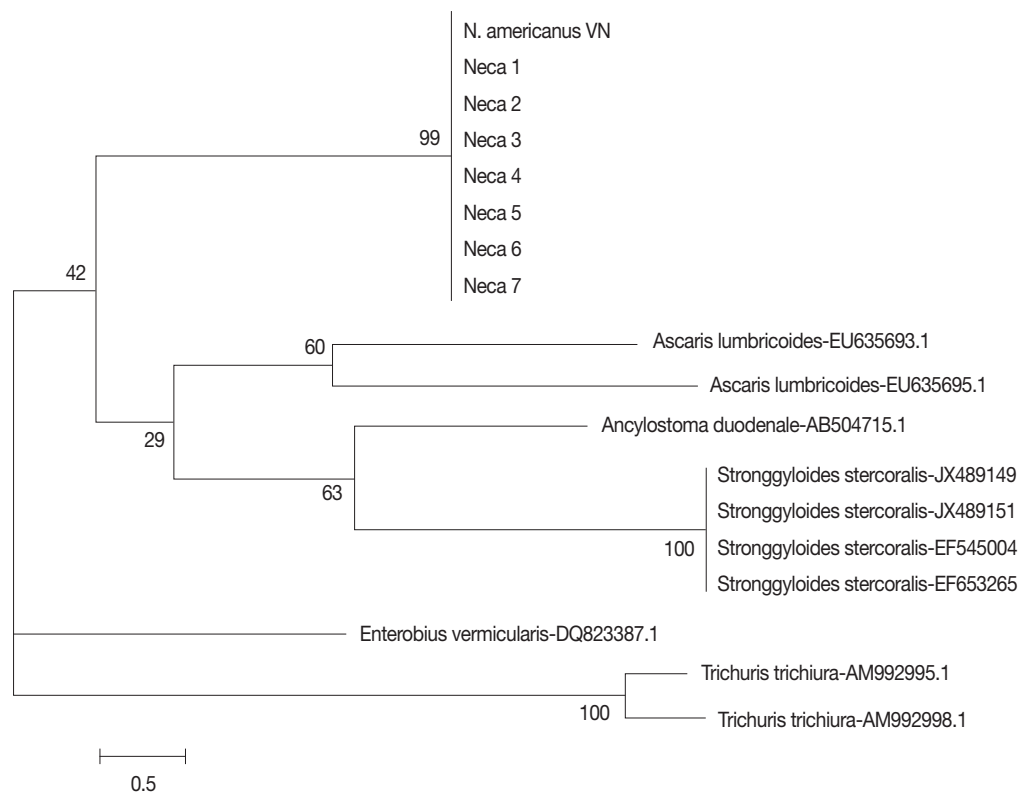 N. americanus VN
Neca 1
Neca 2
99
Neca 3
Neca 4
Neca 5
Neca 6
42
Neca 7
60
Ascaris lumbricoides-EU635693.1
Ascaris lumbricoides-EU635695.1
Ancylostoma duodenale-AB504715.1
29
Stronggyloides stercoralis-JX489149
63
Stronggyloides stercoralis-JX489151
100
Stronggyloides stercoralis-EF545004
Stronggyloides stercoralis-EF653265
Enterobius vermicularis-DQ823387.1
Trichuris trichiura-AM992995.1
100
Trichuris trichiura-AM992998.1
0.5